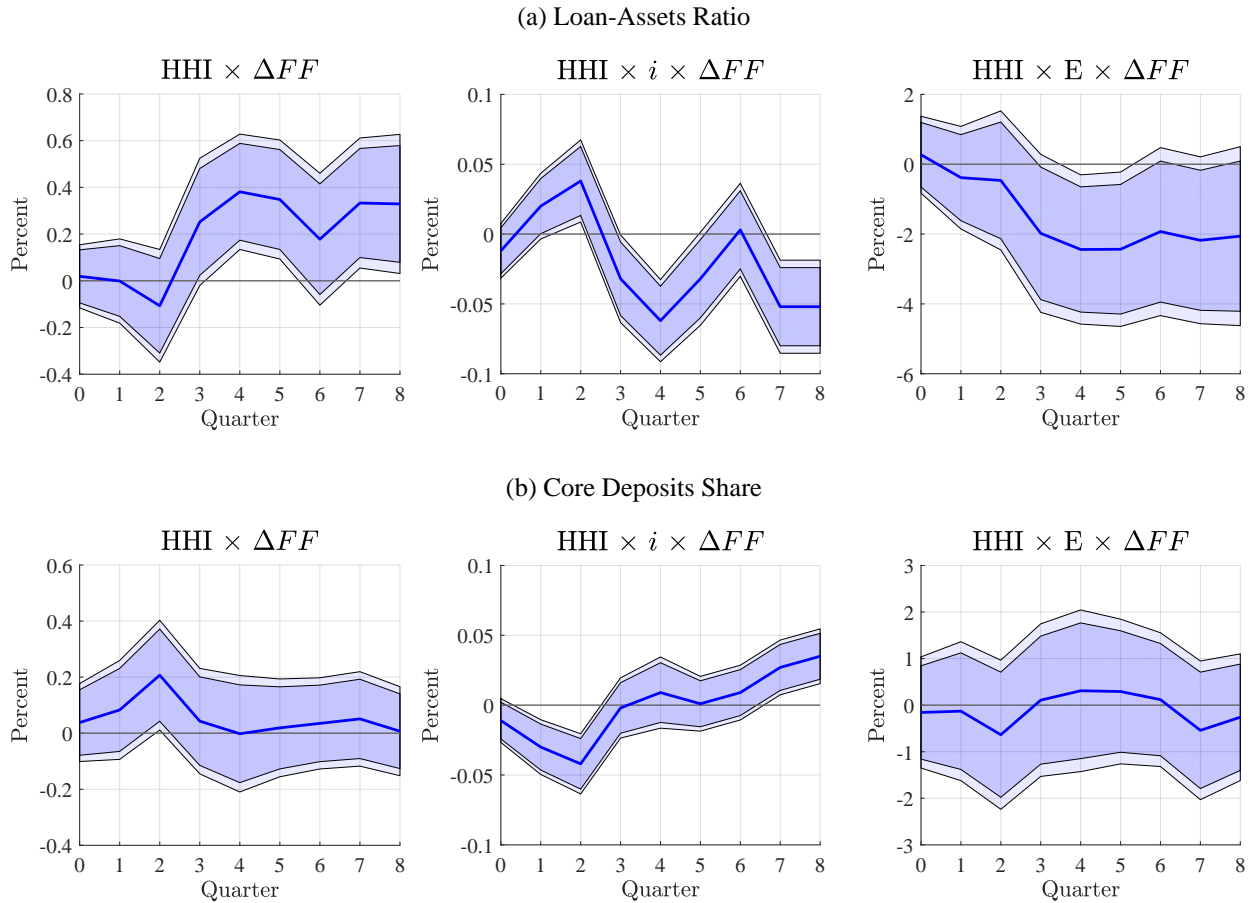 (a) Loan-Assets Ratio
HHI × ΔFF
Percent
0.8
0.6
0.4
0.2
0
-0.2
-0.4
0 1 2 3 4 5 6 7 8
Quarter
HHI × i × ΔFF
Percent
0.1
0.05
0
-0.05
-0.1
0 1 2 3 4 5 6 7 8
Quarter
HHI × E × ΔFF
Percent
2
0
-2
-4
-6
0 1 2 3 4 5 6 7 8
Quarter
(b) Core Deposits Share
HHI × ΔFF
Percent
0.6
0.4
0.2
0
-0.2
-0.4
0 1 2 3 4 5 6 7 8
Quarter
HHI × i × ΔFF
Percent
0.1
0.05
0
-0.05
-0.1
0 1 2 3 4 5 6 7 8
Quarter
HHI × E × ΔFF
Percent
3
2
1
0
-1
-2
-3
0 1 2 3 4 5 6 7 8
Quarter